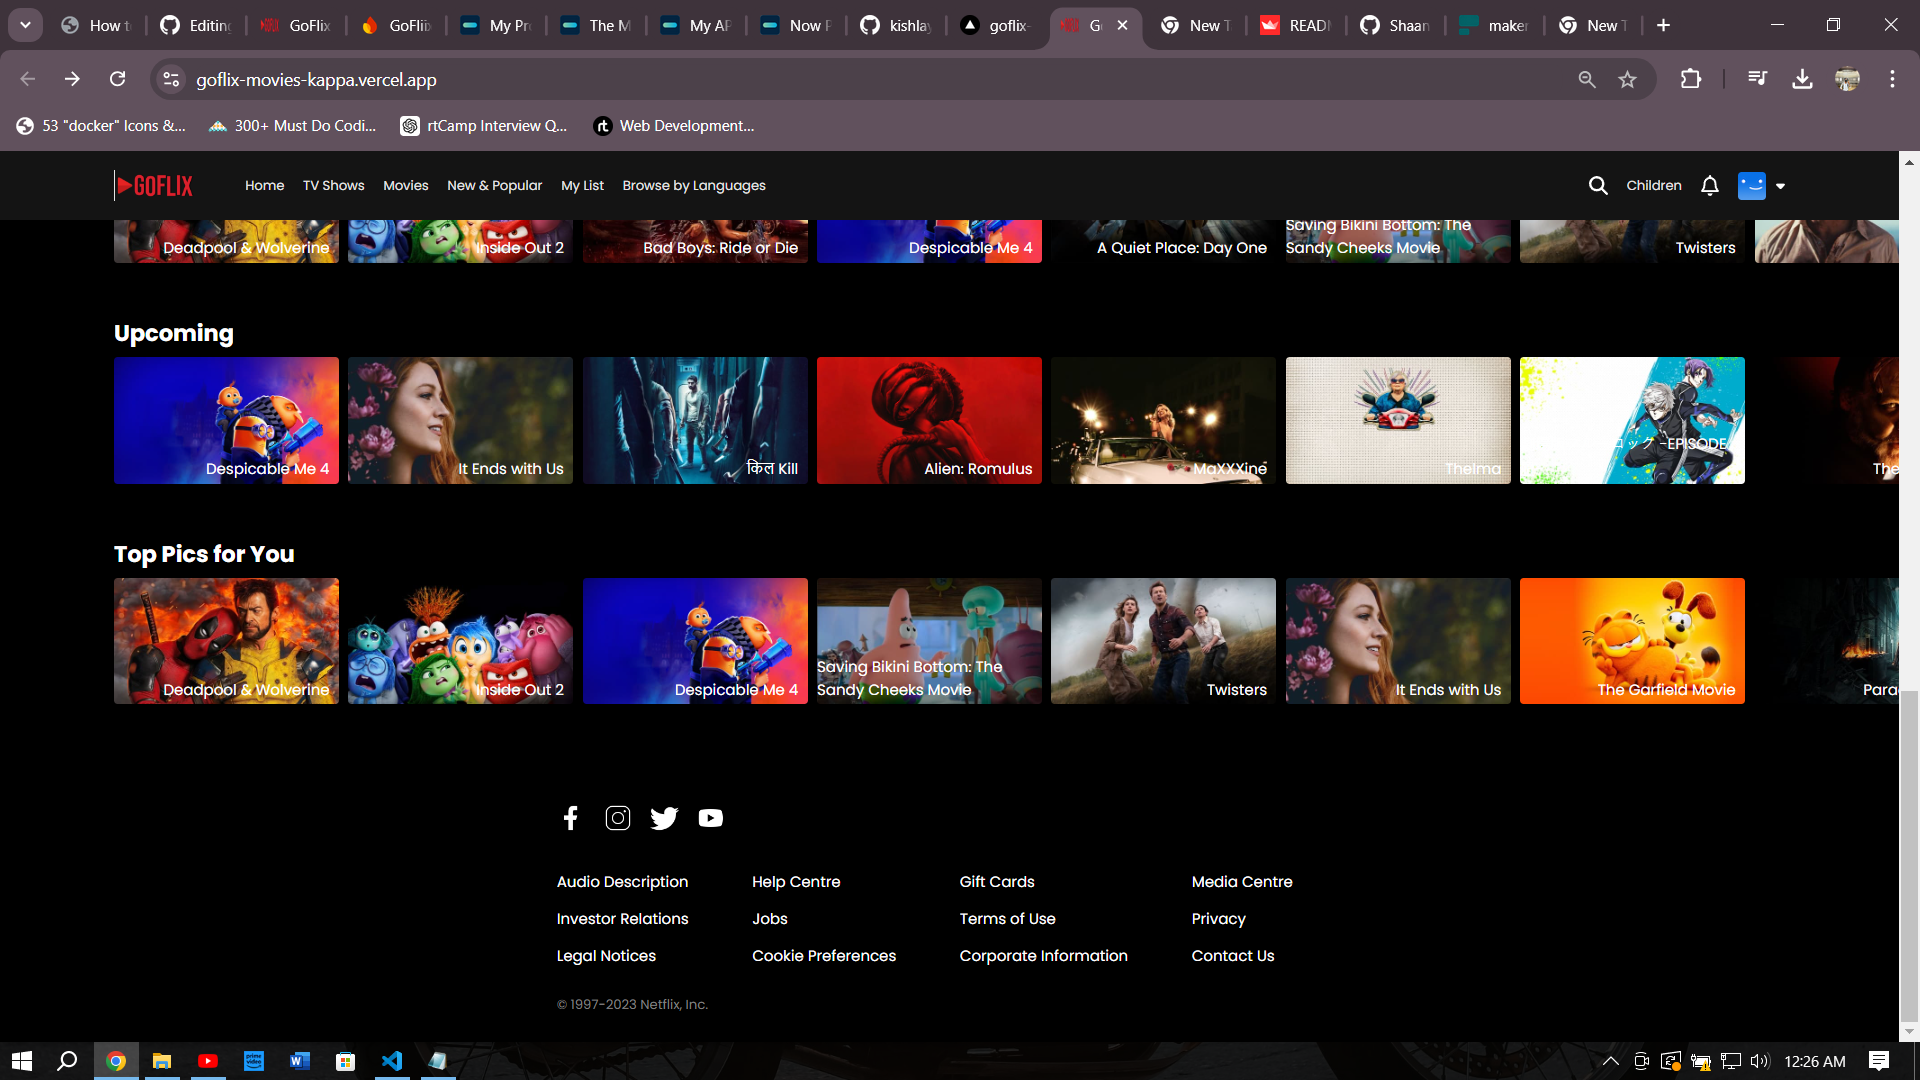 How t
Editing
GoFlix
GoFliix
My Pro
The M
My AP
Now P
kishlay
goflix-
G
New T
READM
Shaan
maker
New T
goflix-movies-kappa.vercel.app
53 "docker" Icons &...
300+ Must Do Codi...
rtCamp Interview Q...
Web Development...
GOFLIX
Home
TV Shows
Movies
New & Popular
My List
Browse by Languages
Children
Deadpool & Wolverine
Inside Out 2
Bad Boys: Ride or Die
Despicable Me 4
A Quiet Place: Day One
Saving Bikini Bottom: The
Sandy Cheeks Movie
Twisters
Upcoming
Despicable Me 4
It Ends with Us
किल Kill
Alien: Romulus
MaXXXine
Thelma
ロック -EPISODE
The
Top Pics for You
Deadpool & Wolverine
Inside Out 2
Despicable Me 4
Saving Bikini Bottom: The
Sandy Cheeks Movie
Twisters
It Ends with Us
The Garfield Movie
Para
Audio Description
Help Centre
Gift Cards
Media Centre
Investor Relations
Jobs
Terms of Use
Privacy
Legal Notices
Cookie Preferences
Corporate Information
Contact Us
© 1997-2023 Netflix, Inc.
12:26 AM